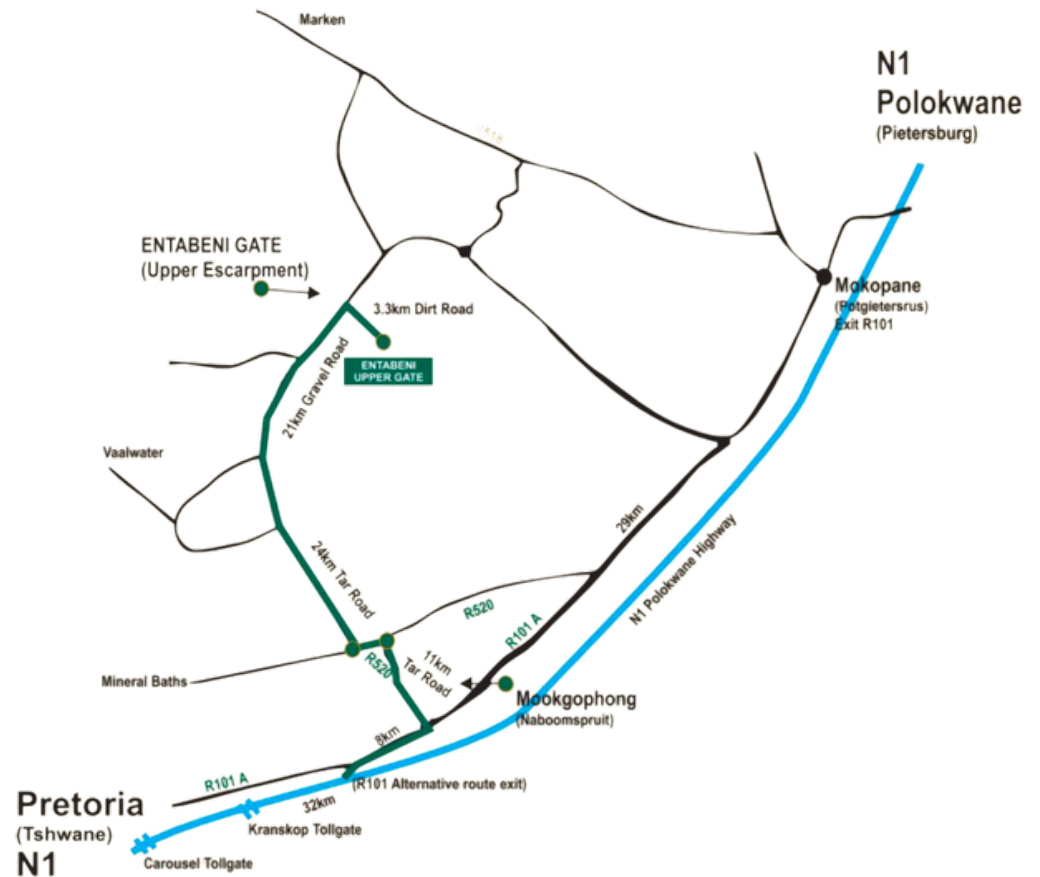 Marken
N1
Polokwane
(Pietersburg)
ENTABENI GATE
(Upper Escarpment)
3.3km Dirt Road
Mokopane
(Potgietersrus)
Exit R101
ENTABENI
UPPER GATE
21km Gravel Road
Vaalwater
29km
N1 Polokwane Highway
24km Tar Road
R520
R101 A
R520
11km
Tar Road
Mineral Baths
Mookgophong
(Naboomspruit)
8km
R101 A
(R101 Alternative route exit)
32km
Pretoria
(Tshwane)
N1
Kranskop Tollgate
Carousel Tollgate